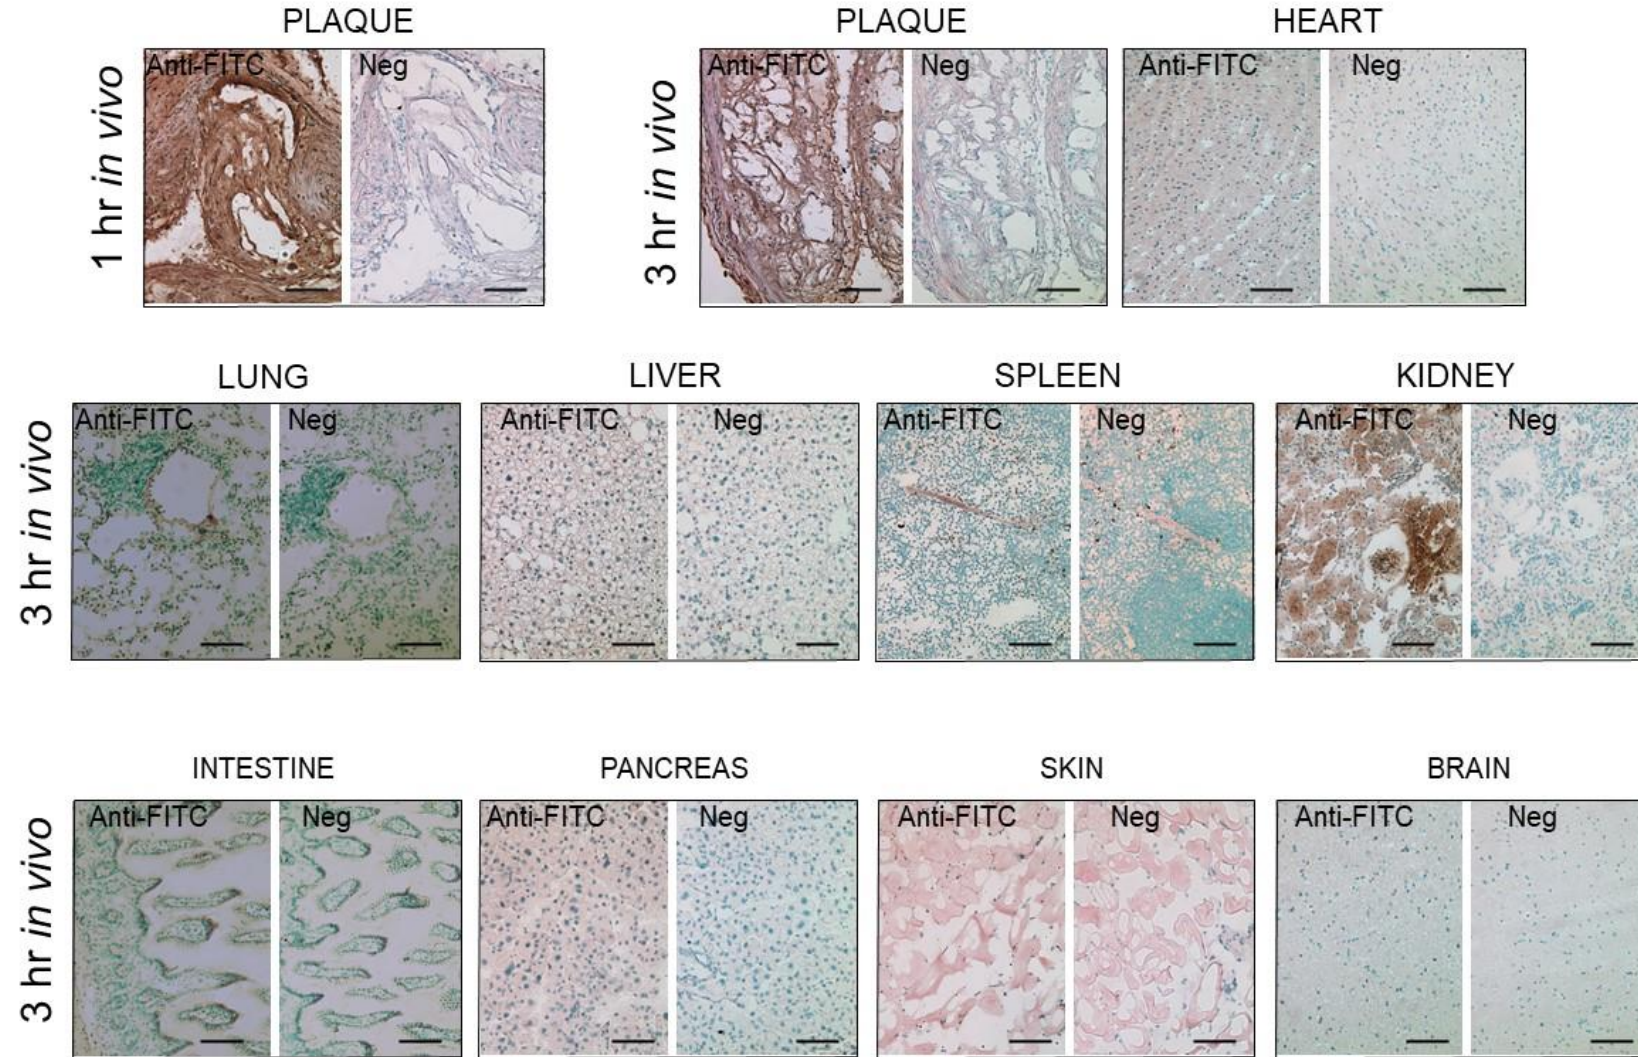 PLAQUE
PLAQUE
HEART
1 hr in vivo
Anti-FITC
Neg
3 hr in vivo
Anti-FITC
Neg
Anti-FITC
Neg
LUNG
LIVER
SPLEEN
KIDNEY
3 hr in vivo
Anti-FITC
Neg
Anti-FITC
Neg
Anti-FITC
Neg
Anti-FITC
Neg
INTESTINE
PANCREAS
SKIN
BRAIN
3 hr in vivo
Anti-FITC
Neg
Anti-FITC
Neg
Anti-FITC
Neg
Anti-FITC
Neg